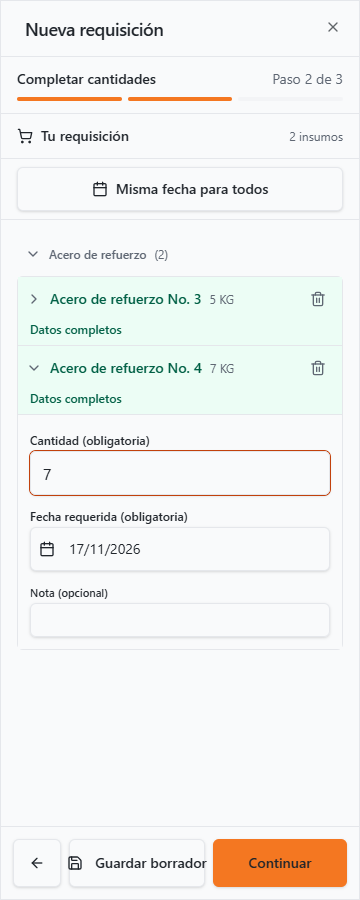 Nueva requisición
Completar cantidades
Paso 2 de 3
Tu requisición
2 insumos
Misma fecha para todos
Acero de refuerzo (2)
Acero de refuerzo No. 3 5 KG
Datos completos
Acero de refuerzo No. 4 7 KG
Datos completos
Cantidad (obligatoria)
7
Fecha requerida (obligatoria)
17/11/2026
Nota (opcional)
Guardar borrador
Continuar